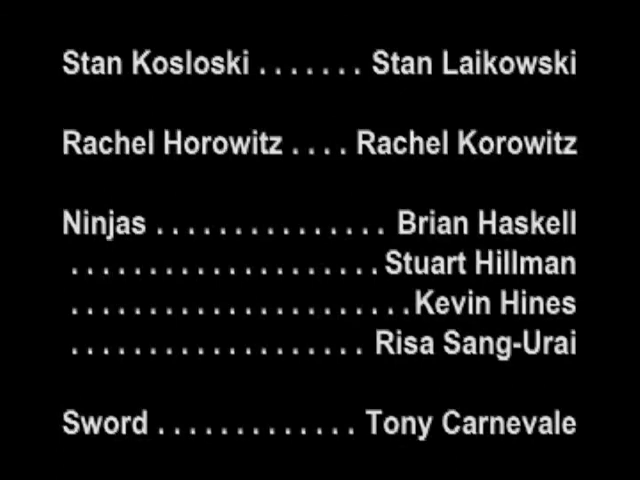 Stan Kosloski . . . . . . . Stan Laikowski
Rachel Horowitz . . . . Rachel Korowitz
Ninjas . . . . . . . . . . . . . . . Brian Haskell
. . . . . . . . . . . . . . . . . . . . Stuart Hillman
. . . . . . . . . . . . . . . . . . . . . . Kevin Hines
. . . . . . . . . . . . . . . . . . . Risa Sang-Urai
Sword . . . . . . . . . . . . . Tony Carnevale